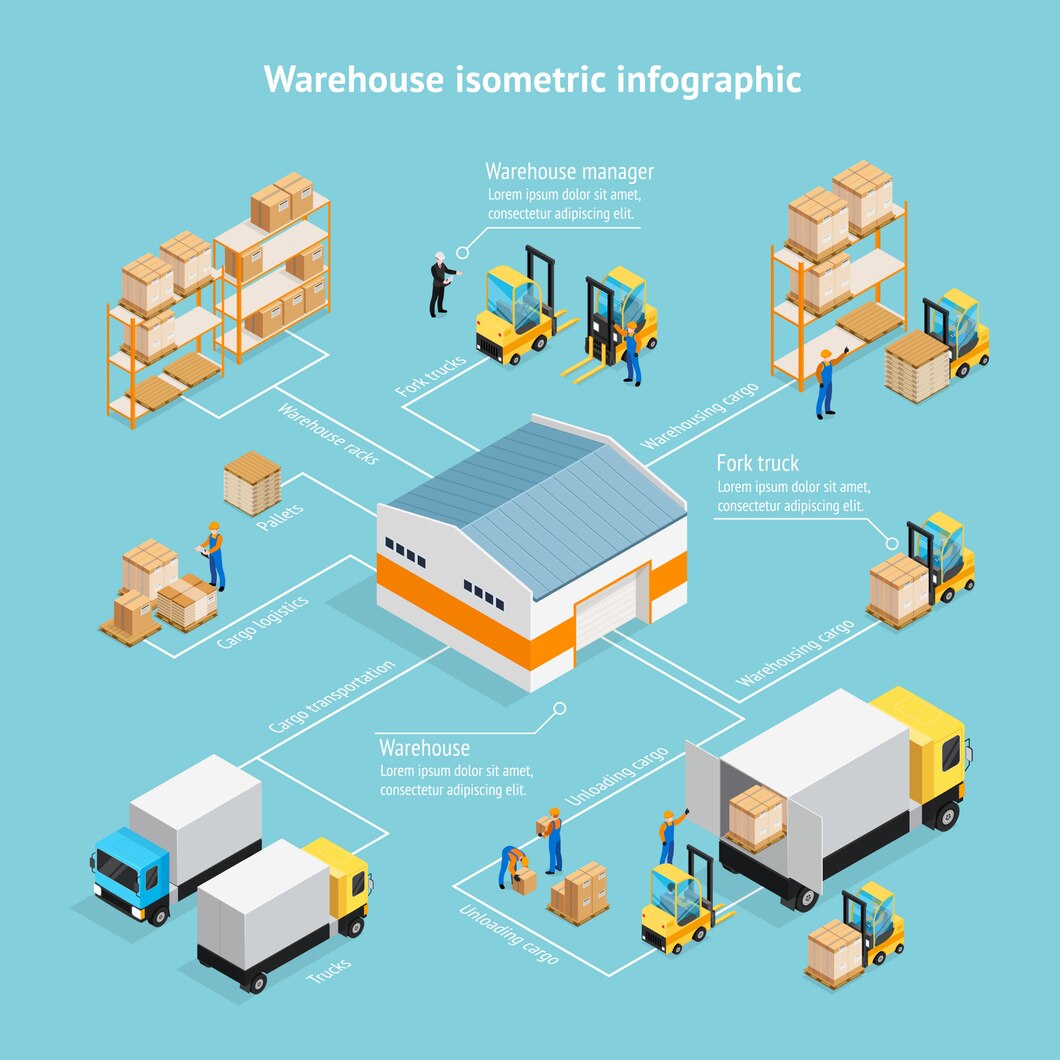 Warehouse isometric infographic
Warehouse manager
Lorem ipsum dolor sit amet,
consectetur adipiscing elit.
Fork trucks
Warehouse racks
Warehousing cargo
Fork truck
Lorem ipsum dolor sit amet,
consectetur adipiscing elit.
Pallets
Cargo logistics
Warehousing cargo
Cargo transportation
Warehouse
Lorem ipsum dolor sit amet,
consectetur adipiscing elit.
Unloading cargo
Unloading cargo
Trucks